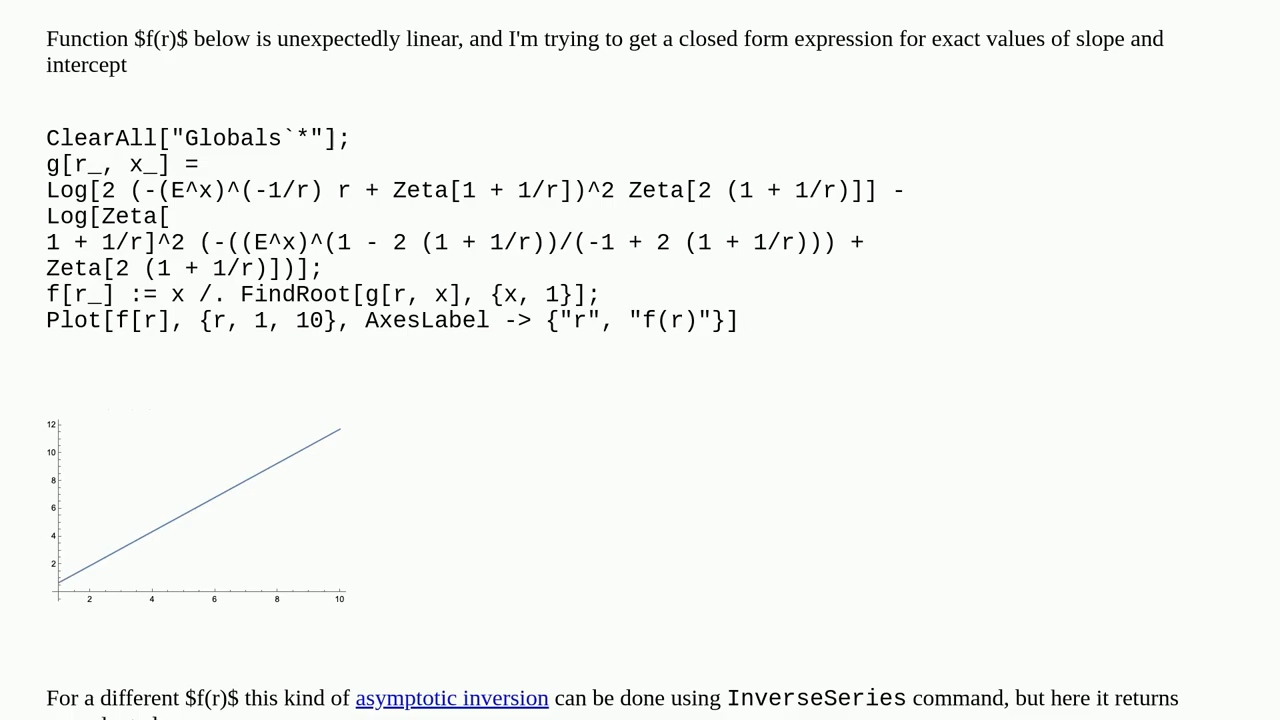 Function $f(r)$ below is unexpectedly linear, and I'm trying to get a closed form expression for exact values of slope and
intercept
ClearAll["Globals`*"];
g[r_, x_] =
Log[2 (-(E^x)^(-1/r) r + Zeta[1 + 1/r])^2 Zeta[2 (1 + 1/r)]] -
Log[Zeta[
1 + 1/r]^2 (-((E^x)^(1 - 2 (1 + 1/r))/(-1 + 2 (1 + 1/r))) +
Zeta[2 (1 + 1/r)])];
f[r_] := x /. FindRoot[g[r, x], {x, 1}];
Plot[f[r], {r, 1, 10}, AxesLabel -> {"r", "f(r)"}]
12
10
8
6
4
2
2 4 6 8 10
For a different $f(r)$ this kind of asymptotic inversion can be done using InverseSeries command, but here it returns